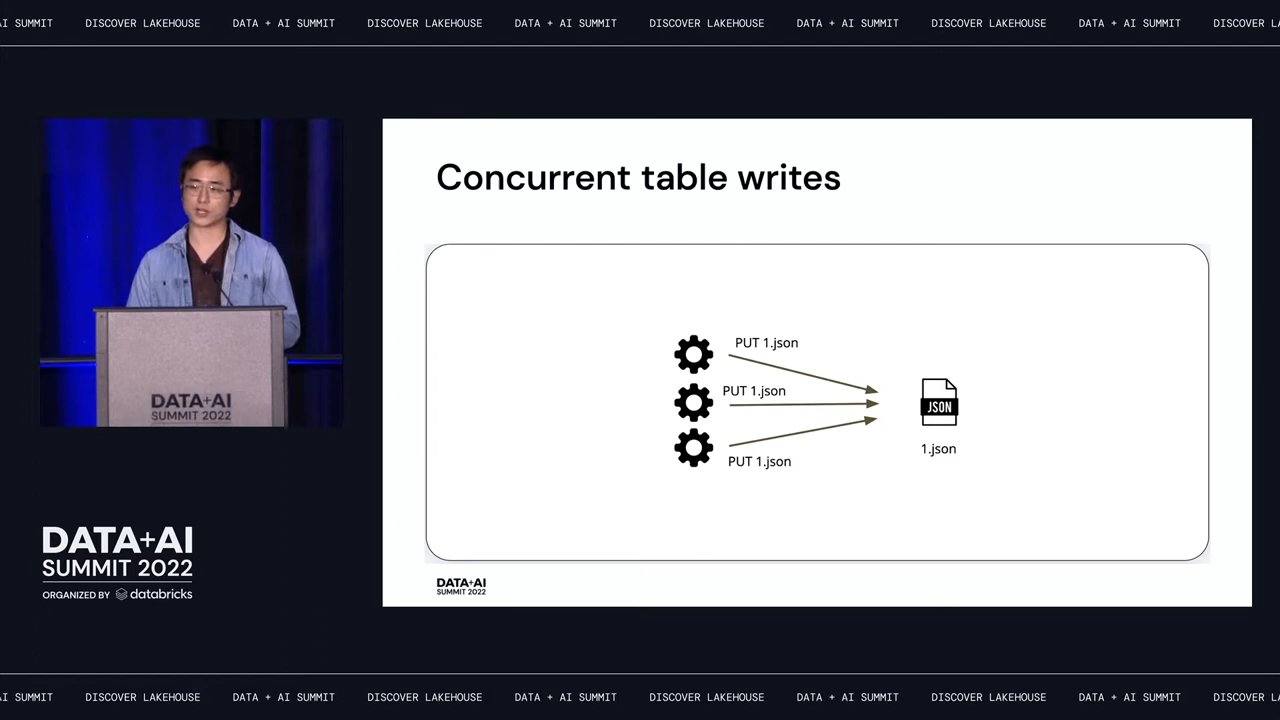 AI SUMMIT DISCOVER LAKEHOUSE DATA + AI SUMMIT DISCOVER LAKEHOUSE DATA + AI SUMMIT DISCOVER LAKEHOUSE DATA + AI SUMMIT DISCOVER LAKEHOUSE DATA + AI SUMMIT DISCOVER L
Concurrent table writes
PUT 1.json
PUT 1.json
PUT 1.json
JSON
1.json
DATA+AI
SUMMIT 2022
DATA+AI
SUMMIT 2022
ORGANIZED BY databricks
DATA+AI
SUMMIT 2022
AI SUMMIT DISCOVER LAKEHOUSE DATA + AI SUMMIT DISCOVER LAKEHOUSE DATA + AI SUMMIT DISCOVER LAKEHOUSE DATA + AI SUMMIT DISCOVER LAKEHOUSE DATA + AI SUMMIT DISCOVER L